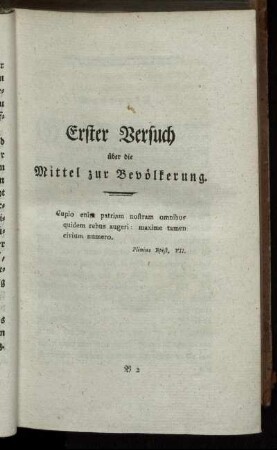 Erster Versuch
über die
Mittel zur Bevölkerung.
Cupio enim patriam nostram omnibus
quidem rebus augeri: maxime tamen
civium numero.
Plinius Epist. VII.
B 2